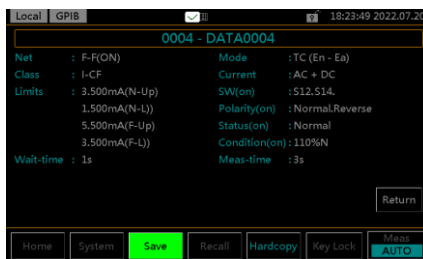 Local GPIB 18:23:49 2022.07.20
0004 - DATA0004
Net : F-F(ON) Mode :TC (En - Ea)
Class : I-CF Current :AC + DC
Limits : 3.500mA(N-Up) SW(on) :S12.S14.
1.500mA(N-L)) Polarity(on) :Normal.Reverse
5.500mA(F-Up) Status(on) :Normal
3.500mA(F-L)) Condition(on) :110%N
Wait-time : 1s Meas-time :3s
Return
Home System Save Recall Hardcopy Key Lock Meas
AUTO